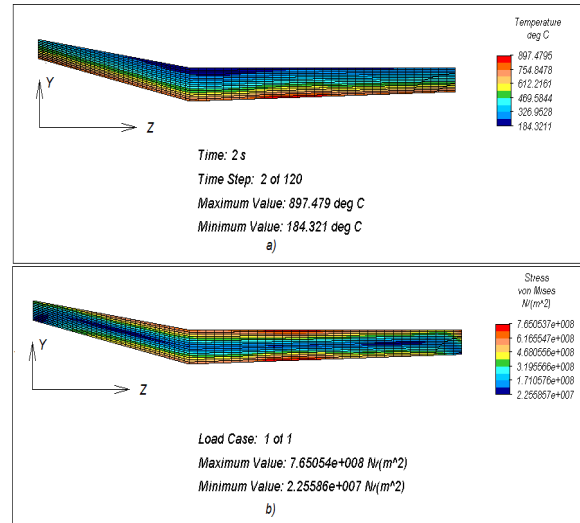 Temperature
deg C
897.4795
754.8478
612.2161
469.5844
326.9528
184.3211
Y
Z
Time: 2 s
Time Step: 2 of 120
Maximum Value: 897.479 deg C
Minimum Value: 184.321 deg C
a)
Stress
von Mises
N/(m^2)
7.650537e+008
6.165547e+008
4.680556e+008
3.195566e+008
1.710576e+008
2.255857e+007
Y
Z
Load Case: 1 of 1
Maximum Value: 7.65054e+008 N/(m^2)
Minimum Value: 2.25586e+007 N/(m^2)
b)